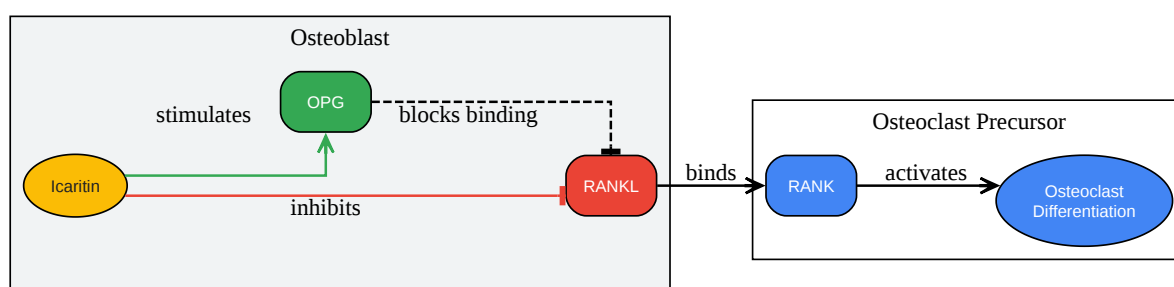 Osteoblast
OPG
stimulates
blocks binding
Osteoclast Precursor
Icaritin
inhibits
RANKL
binds
RANK
activates
Osteoclast
Differentiation